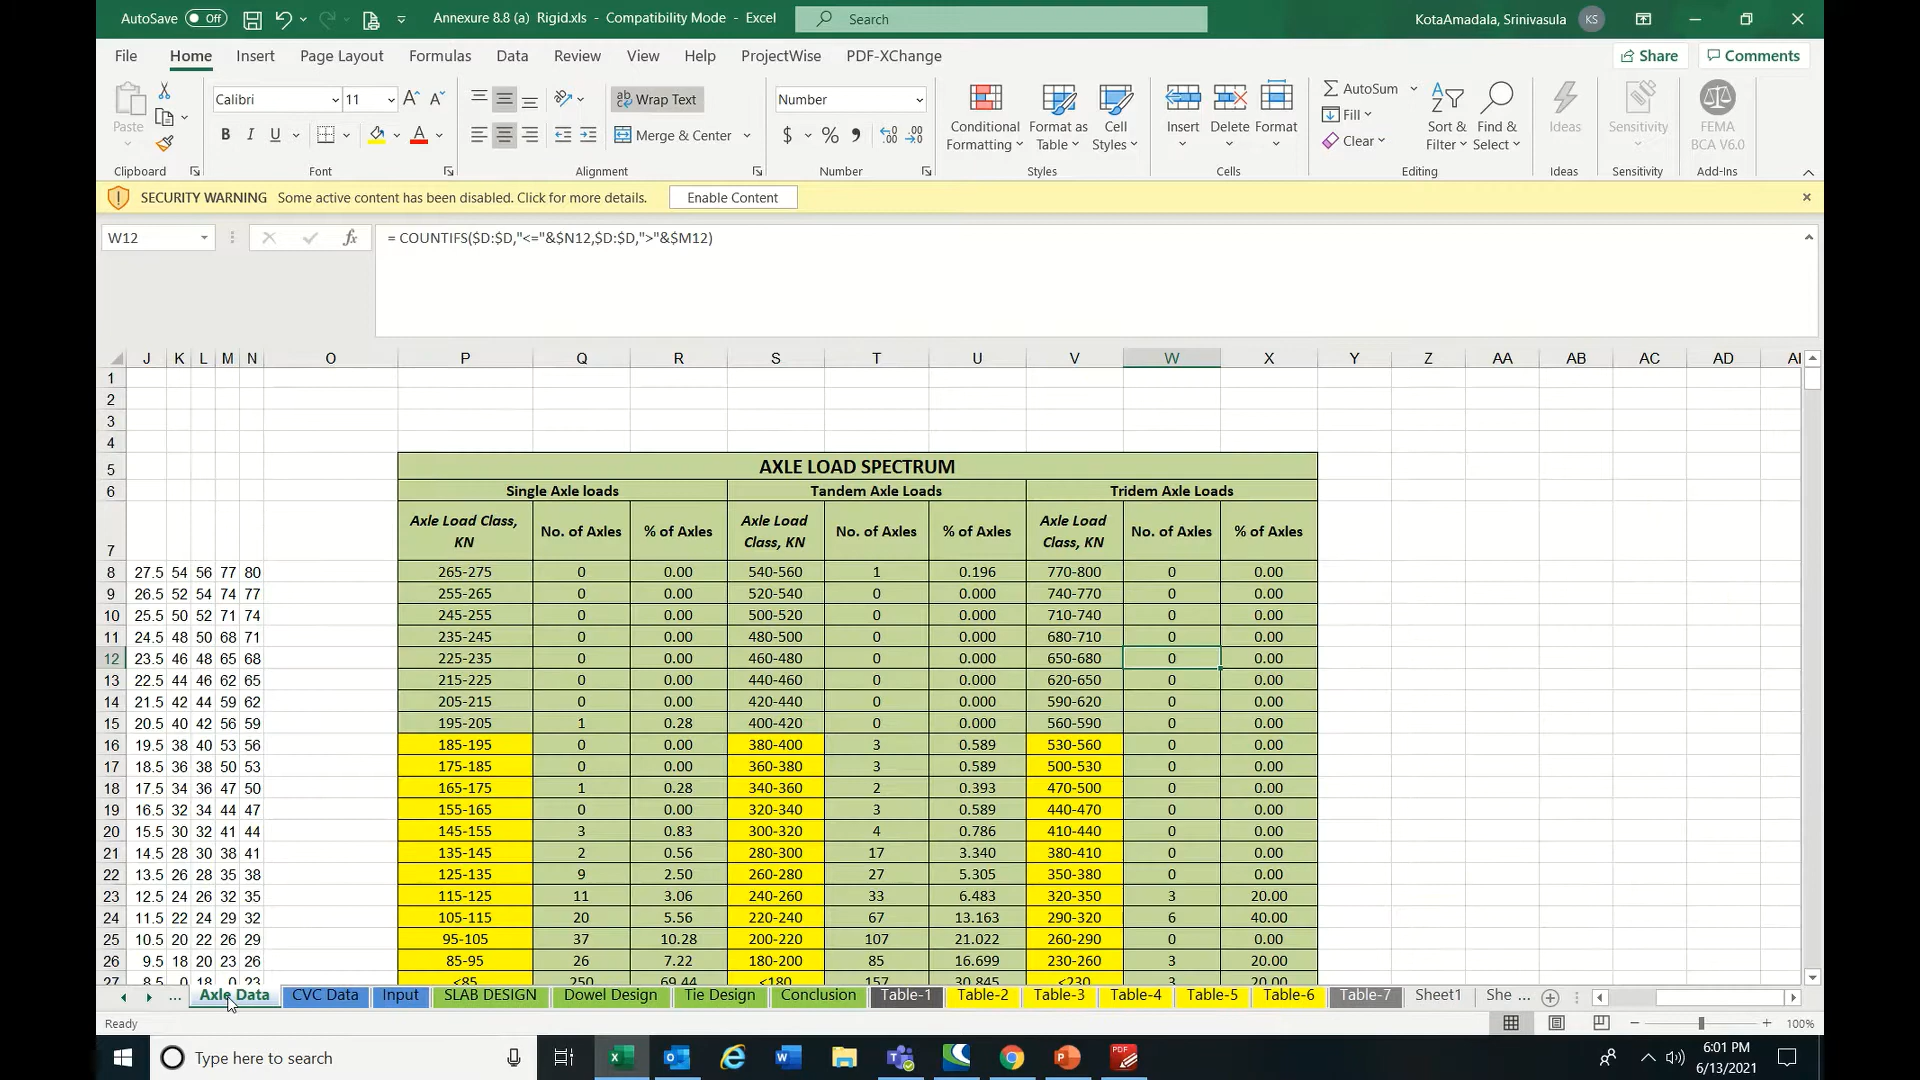 AutoSave Off Annexure 8.8 (a) Rigid.xls - Compatibility Mode - Excel Search KotaAmadala, Srinivasula KS
File Home Insert Page Layout Formulas Data Review View Help ProjectWise PDF-XChange Share Comments
Paste Calibri 11 Wrap Text Number Conditional Formatting Format as Table Cell Styles Insert Delete Format AutoSum Sort & Filter Find & Select Ideas Sensitivity FEMA BCA V6.0
B I U A Merge & Center $ % Fill Clear
Clipboard Font Alignment Number Styles Cells Editing Ideas Sensitivity Add-Ins
SECURITY WARNING Some active content has been disabled. Click for more details. Enable Content
W12 fx = COUNTIFS($D:$D,"<="&$N12,$D:$D,">"&$M12)
J K L M N O P Q R S T U V W X Y Z AA AB AC AD
1
2
3
4
5 AXLE LOAD SPECTRUM
6 Single Axle loads Tandem Axle Loads Tridem Axle Loads
7 Axle Load Class, KN No. of Axles % of Axles Axle Load Class, KN No. of Axles % of Axles Axle Load Class, KN No. of Axles % of Axles
8 27.5 54 56 77 80 265-275 0 0.00 540-560 1 0.196 770-800 0 0.00
9 26.5 52 54 74 77 255-265 0 0.00 520-540 0 0.000 740-770 0 0.00
10 25.5 50 52 71 74 245-255 0 0.00 500-520 0 0.000 710-740 0 0.00
11 24.5 48 50 68 71 235-245 0 0.00 480-500 0 0.000 680-710 0 0.00
12 23.5 46 48 65 68 225-235 0 0.00 460-480 0 0.000 650-680 0 0.00
13 22.5 44 46 62 65 215-225 0 0.00 440-460 0 0.000 620-650 0 0.00
14 21.5 42 44 59 62 205-215 0 0.00 420-440 0 0.000 590-620 0 0.00
15 20.5 40 42 56 59 195-205 1 0.28 400-420 0 0.000 560-590 0 0.00
16 19.5 38 40 53 56 185-195 0 0.00 380-400 3 0.589 530-560 0 0.00
17 18.5 36 38 50 53 175-185 0 0.00 360-380 3 0.589 500-530 0 0.00
18 17.5 34 36 47 50 165-175 1 0.28 340-360 2 0.393 470-500 0 0.00
19 16.5 32 34 44 47 155-165 0 0.00 320-340 3 0.589 440-470 0 0.00
20 15.5 30 32 41 44 145-155 3 0.83 300-320 4 0.786 410-440 0 0.00
21 14.5 28 30 38 41 135-145 2 0.56 280-300 17 3.340 380-410 0 0.00
22 13.5 26 28 35 38 125-135 9 2.50 260-280 27 5.305 350-380 0 0.00
23 12.5 24 26 32 35 115-125 11 3.06 240-260 33 6.483 320-350 3 20.00
24 11.5 22 24 29 32 105-115 20 5.56 220-240 67 13.163 290-320 6 40.00
25 10.5 20 22 26 29 95-105 37 10.28 200-220 107 21.022 260-290 0 0.00
26 9.5 18 20 23 26 85-95 26 7.22 180-200 85 16.699 230-260 3 20.00
27 8.5 0 18 0 23 <85 250 69.44 <180 157 30.845 <230 3 20.00
... Axle Data CVC Data Input SLAB DESIGN Dowel Design Tie Design Conclusion Table-1 Table-2 Table-3 Table-4 Table-5 Table-6 Table-7 Sheet1 She ...
Ready 100%
Type here to search 6:01 PM
6/13/2021